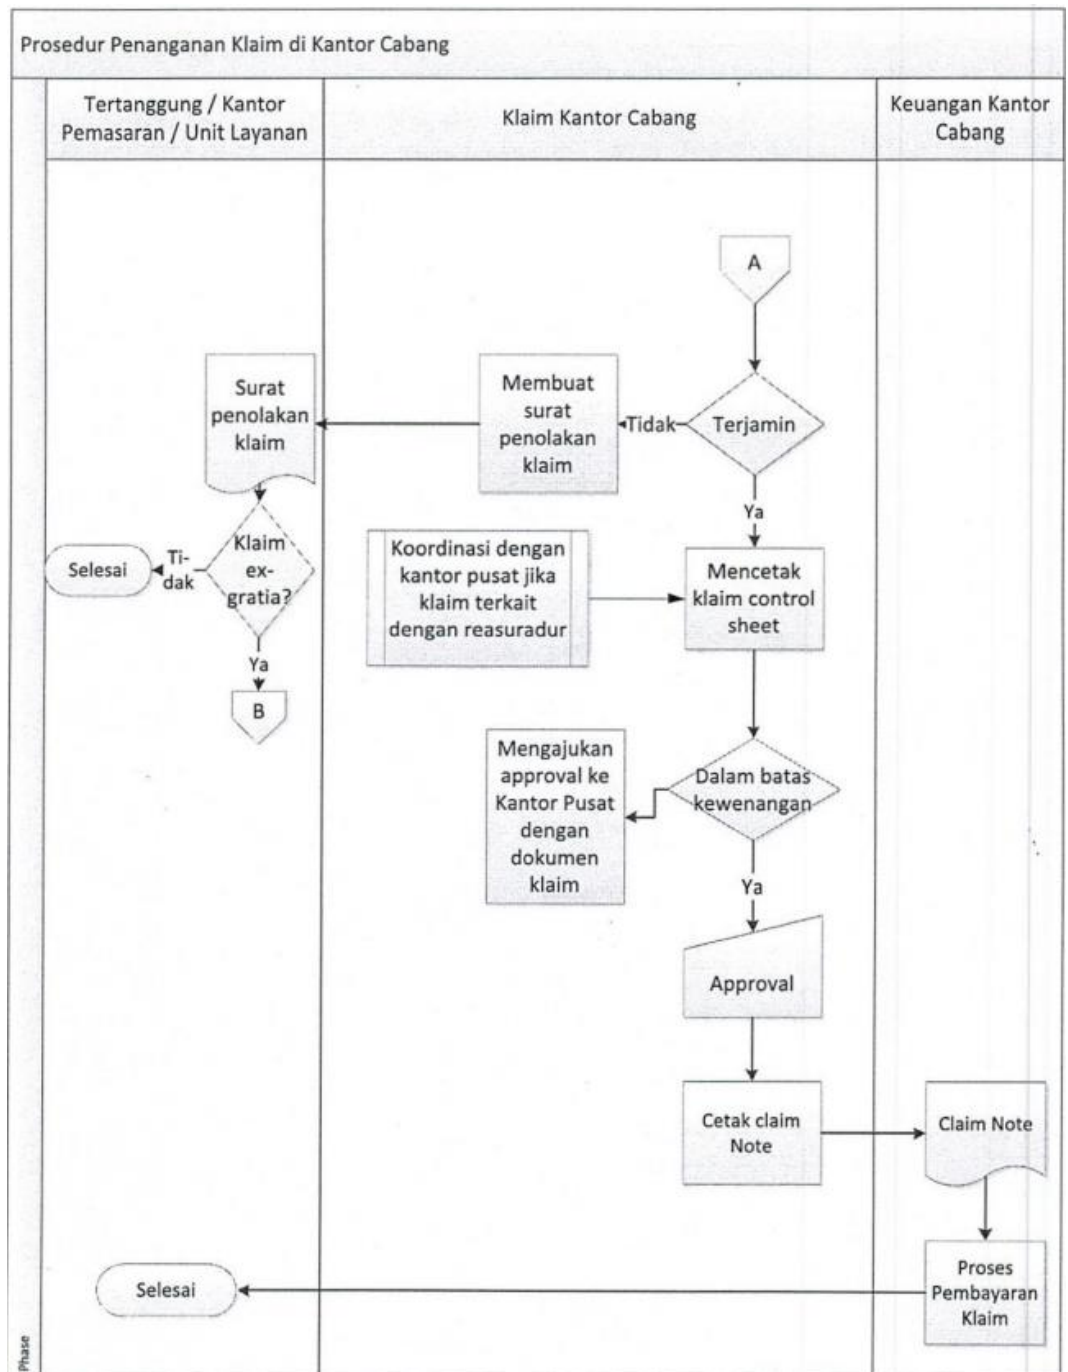 Prosedur Penanganan Klaim di Kantor Cabang
Tertanggung / Kantor
Pemasaran / Unit Layanan
Klaim Kantor Cabang
Keuangan Kantor
Cabang
A
Surat
penolakan
klaim
Membuat
surat
penolakan
klaim
Tidak
Terjamin
Ya
Selesai
Ti-
dak
Klaim
ex-
gratia?
Ya
B
Koordinasi dengan
kantor pusat jika
klaim terkait
dengan reasuradur
Mencetak
klaim control
sheet
Mengajukan
approval ke
Kantor Pusat
dengan
dokumen
klaim
Dalam batas
kewenangan
Ya
Approval
Cetak claim
Note
Claim Note
Selesai
Proses
Pembayaran
Klaim
Phase